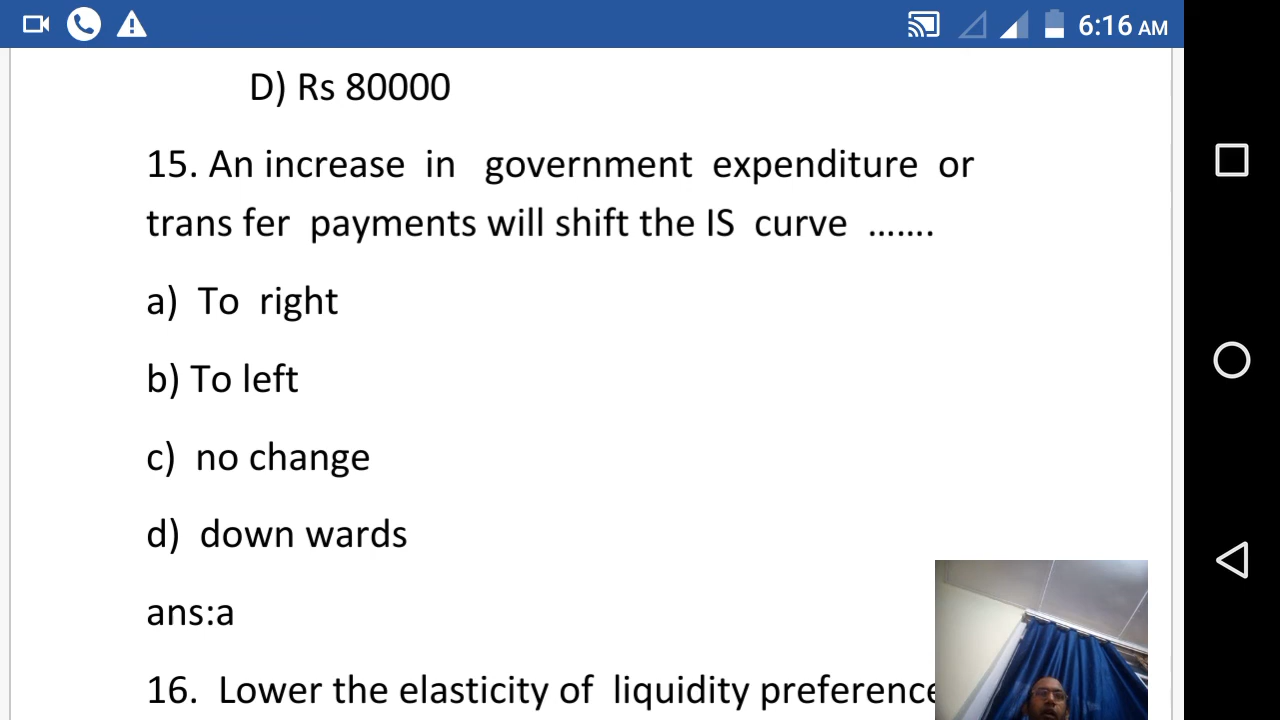 6:16 AM
D) Rs 80000
15. An increase in government expenditure or
trans fer payments will shift the IS curve .......
a) To right
b) To left
c) no change
d) down wards
ans:a
16. Lower the elasticity of liquidity preference